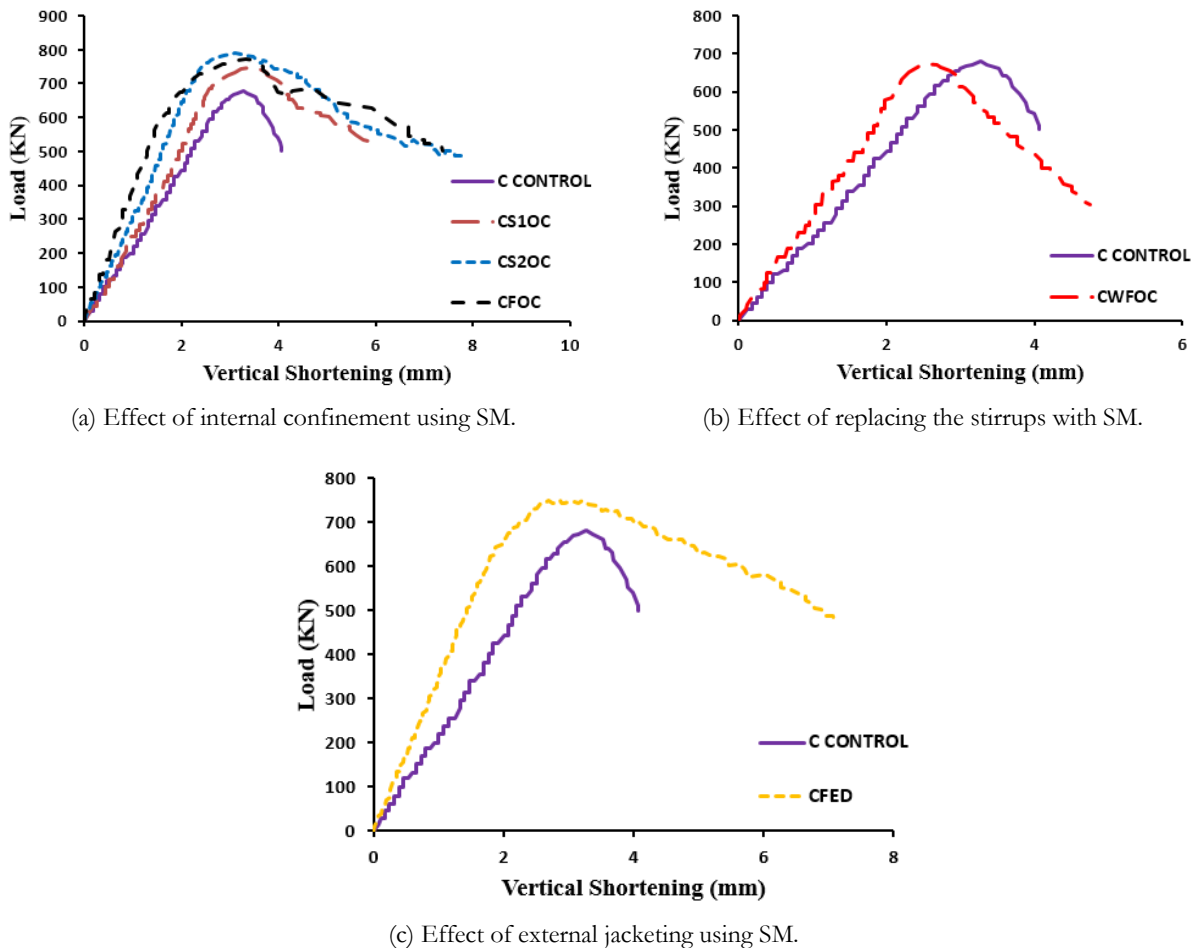 900
800
700
600
500
400
300
200
100
0
0 2 4 6 8 10
Load (KN)
Vertical Shortening (mm)
C CONTROL
CS1OC
CS2OC
CFOC
(a) Effect of internal confinement using SM.
800
700
600
500
400
300
200
100
0
0 2 4 6
Load (KN)
Vertical Shortening (mm)
C CONTROL
CWFOC
(b) Effect of replacing the stirrups with SM.
800
700
600
500
400
300
200
100
0
0 2 4 6 8
Load (KN)
Vertical Shortening (mm)
C CONTROL
CFED
(c) Effect of external jacketing using SM.